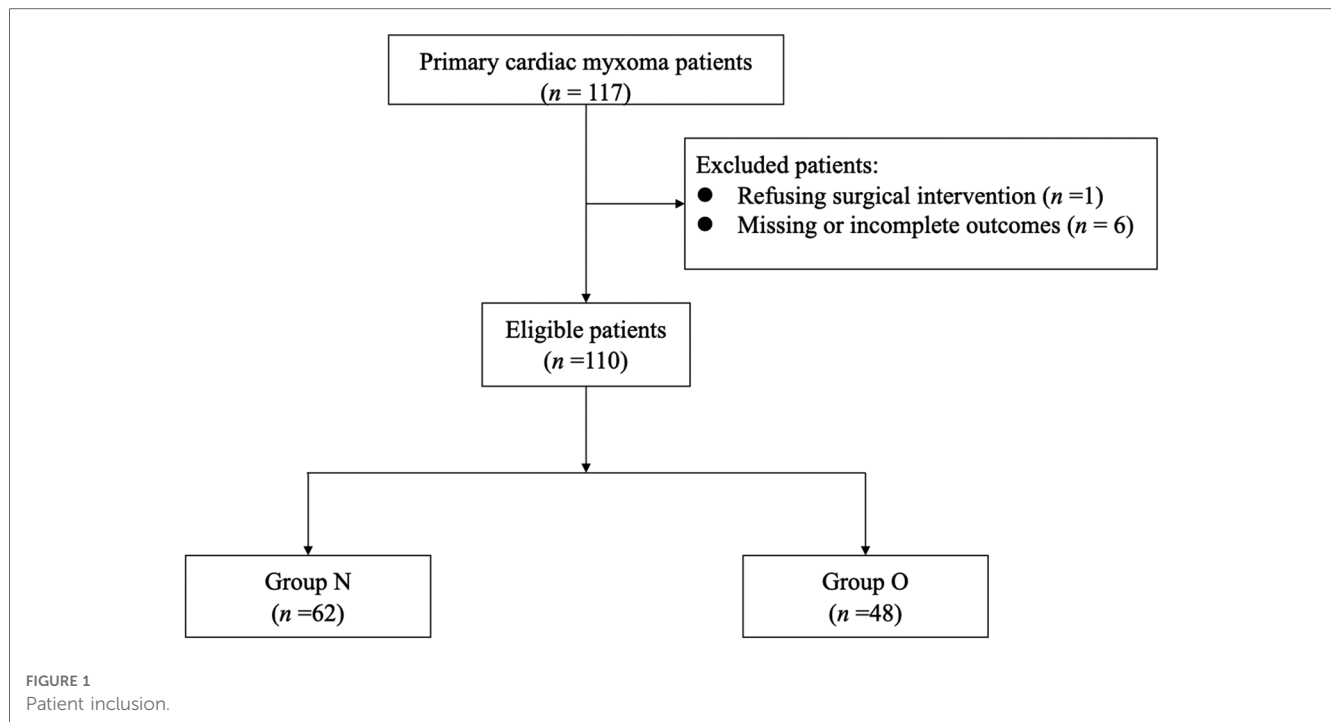 Primary cardiac myxoma patients
(n = 117)
Excluded patients:
● Refusing surgical intervention (n =1)
● Missing or incomplete outcomes (n = 6)
Eligible patients
(n =110)
Group N
(n =62)
Group O
(n =48)
FIGURE 1
Patient inclusion.